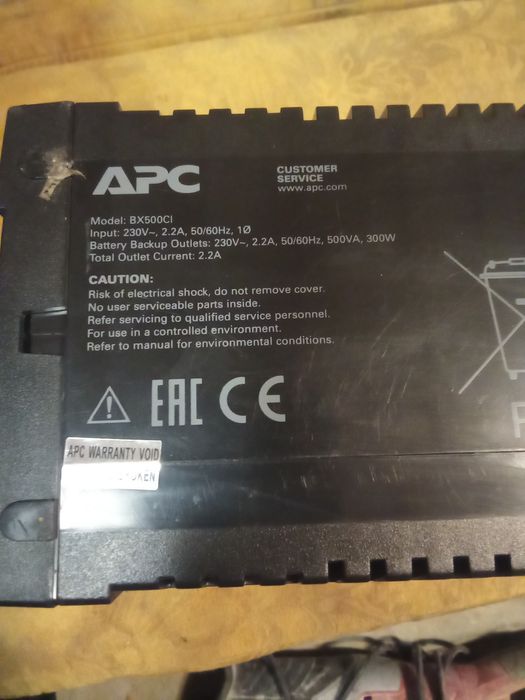 APC
CUSTOMER
SERVICE
www.apc.com
Model: BX500CI
Input: 230V~, 2.2A, 50/60Hz, 1Ø
Battery Backup Outlets: 230V~, 2.2A, 50/60Hz, 500VA, 300W
Total Outlet Current: 2.2A
CAUTION:
Risk of electrical shock, do not remove cover.
No user serviceable parts inside.
Refer servicing to qualified service personnel.
For use in a controlled environment.
Refer to manual for environmental conditions.
EAC CE
APC WARRANTY VOID